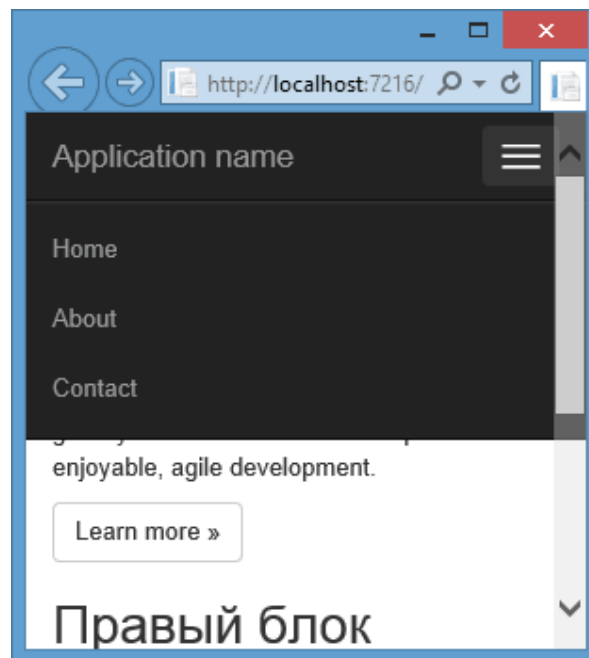 http://localhost:7216/
Application name
Home
About
Contact
enjoyable, agile development.
Learn more »
Правый блок